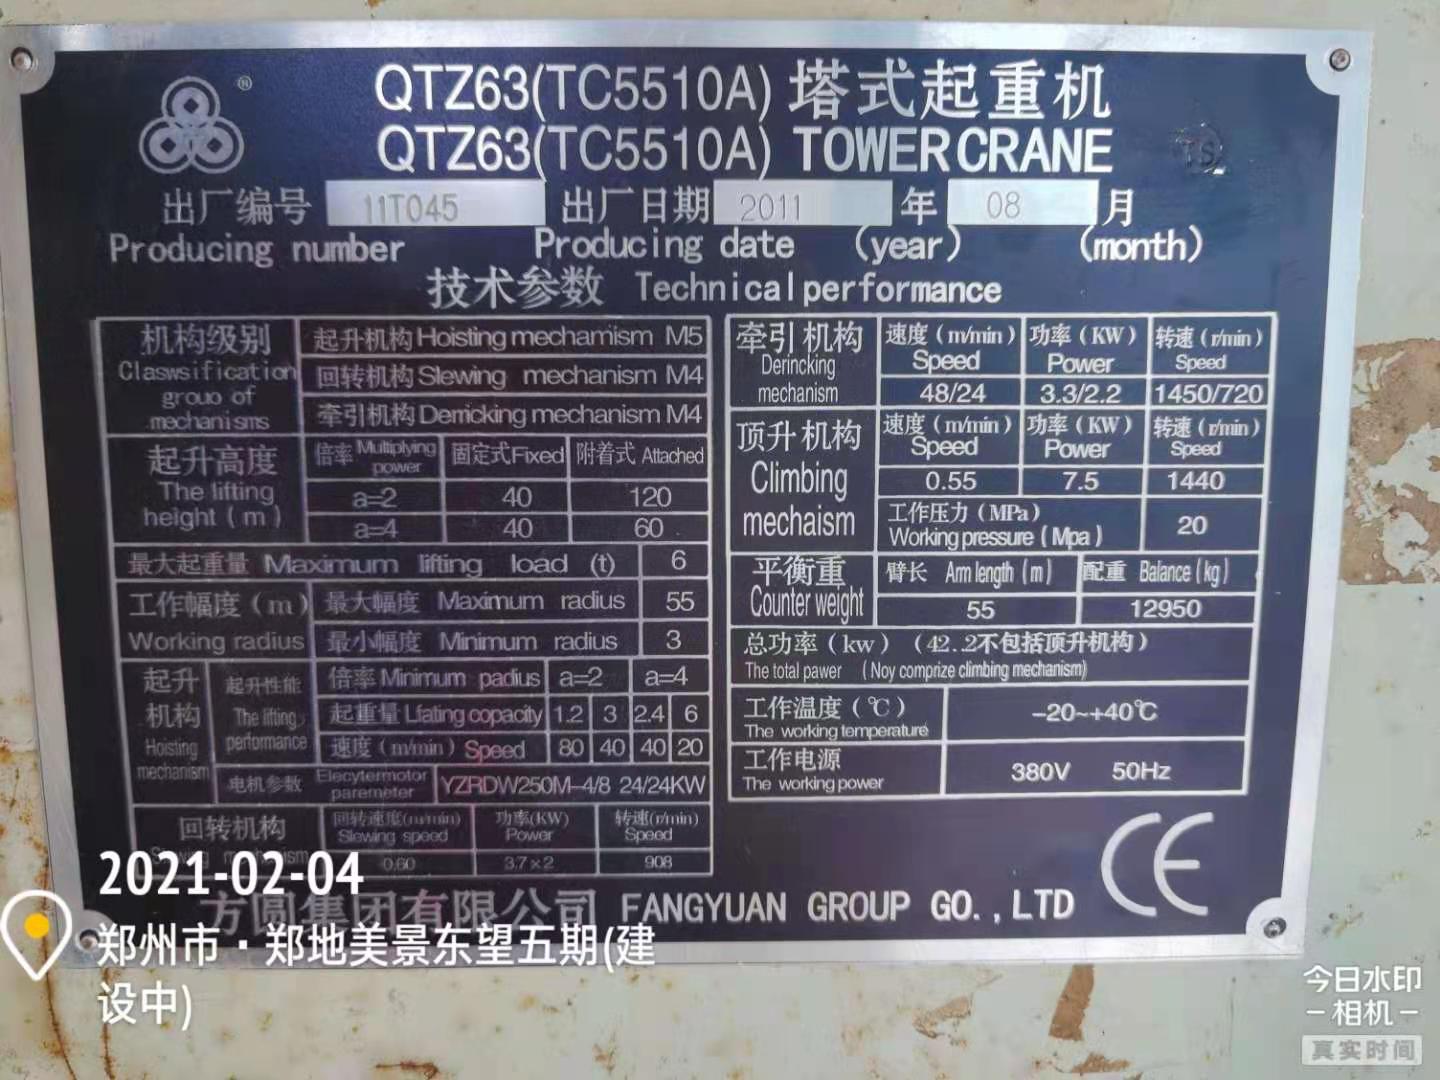 ®
QTZ63(TC5510A) 塔式起重机
QTZ63(TC5510A) TOWER CRANE
TS
出厂编号 11T045 出厂日期 2011 年 08 月
Producing number Producing date (year) (month)
技术参数 Technical performance
机构级别
Claswsification
grouo of
mechanisms
起升机构 Hoisting mechamism M5
回转机构 Slewing mechanism M4
牵引机构 Derricking mechanism M4
起升高度
The lifting
height (m)
倍率 Multiplying power 固定式 Fixed 附着式 Attached
a=2 40 120
a=4 40 60
最大起重量 Maximum lifting load (t) 6
工作幅度 (m)
Working radius
最大幅度 Maximum radius 55
最小幅度 Minimum radius 3
起升
机构
Hoisting
mechanism
起升性能
The lifting
performance
倍率 Minimum padius a=2 a=4
起重量 Lfating copacity 1.2 3 2.4 6
速度 (m/min) Speed 80 40 40 20
电机参数 Elecytermotor paremeter YZRDW250M-4/8 24/24KW
回转机构
回转速度(m/min) 功率(KW) 转速(r/min)
Slewing speed Power Speed
0.60 3.7×2 908
牵引机构
Derincking
mechanism
速度 (m/min) 功率 (KW) 转速 (r/min)
Speed Power Speed
48/24 3.3/2.2 1450/720
顶升机构
Climbing
mechaism
速度 (m/min) 功率 (KW) 转速 (r/min)
Speed Power Speed
0.55 7.5 1440
工作压力 (MPa)
Working pressure (Mpa) 20
平衡重
Counter weight
臂长 Arm length (m) 配重 Balance (kg)
55 12950
总功率 (kw) (42..2不包括顶升机构)
The total pawer (Noy comprize climbing mechanism)
工作温度 (℃)
The working temperature
-20~+40℃
工作电源
The working power
380V 50Hz
CE
方圆集团有限公司 FANGYUAN GROUP GO.,LTD
2021-02-04
郑州市·郑地美景东望五期(建
设中)
今日水印
-相机-
真实时间